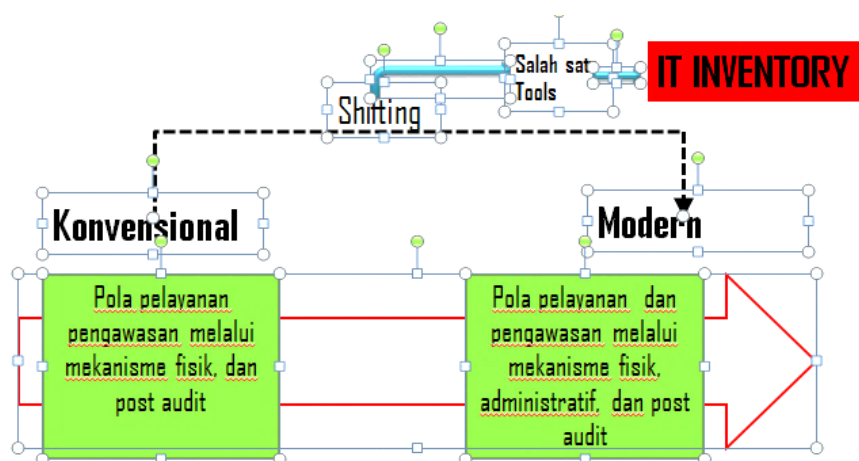 Salah sat
Tools
IT INVENTORY
Shifting
Konvensional
Modern
Pola pelayanan
pengawasan melalui
mekanisme fisik, dan
post audit
Pola pelayanan dan
pengawasan melalui
mekanisme fisik,
administratif, dan post
audit